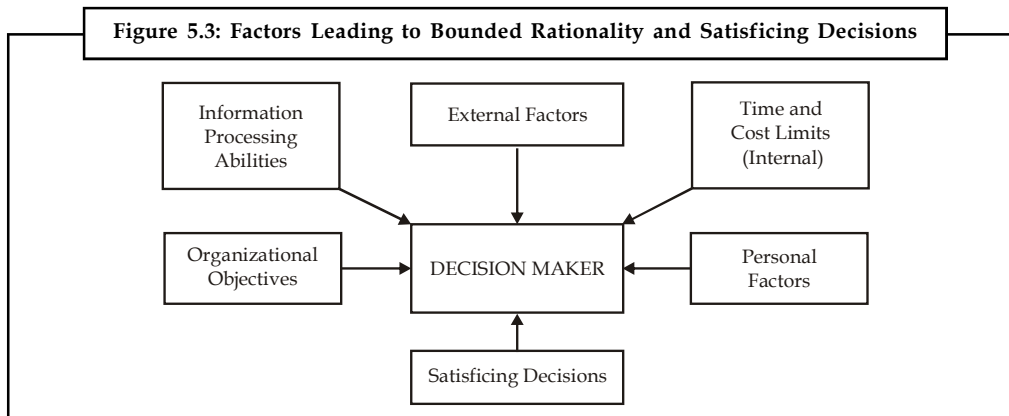 Figure 5.3: Factors Leading to Bounded Rationality and Satisficing Decisions
Information
Processing
Abilities
External Factors
Time and
Cost Limits
(Internal)
Organizational
Objectives
DECISION MAKER
Personal
Factors
Satisficing Decisions